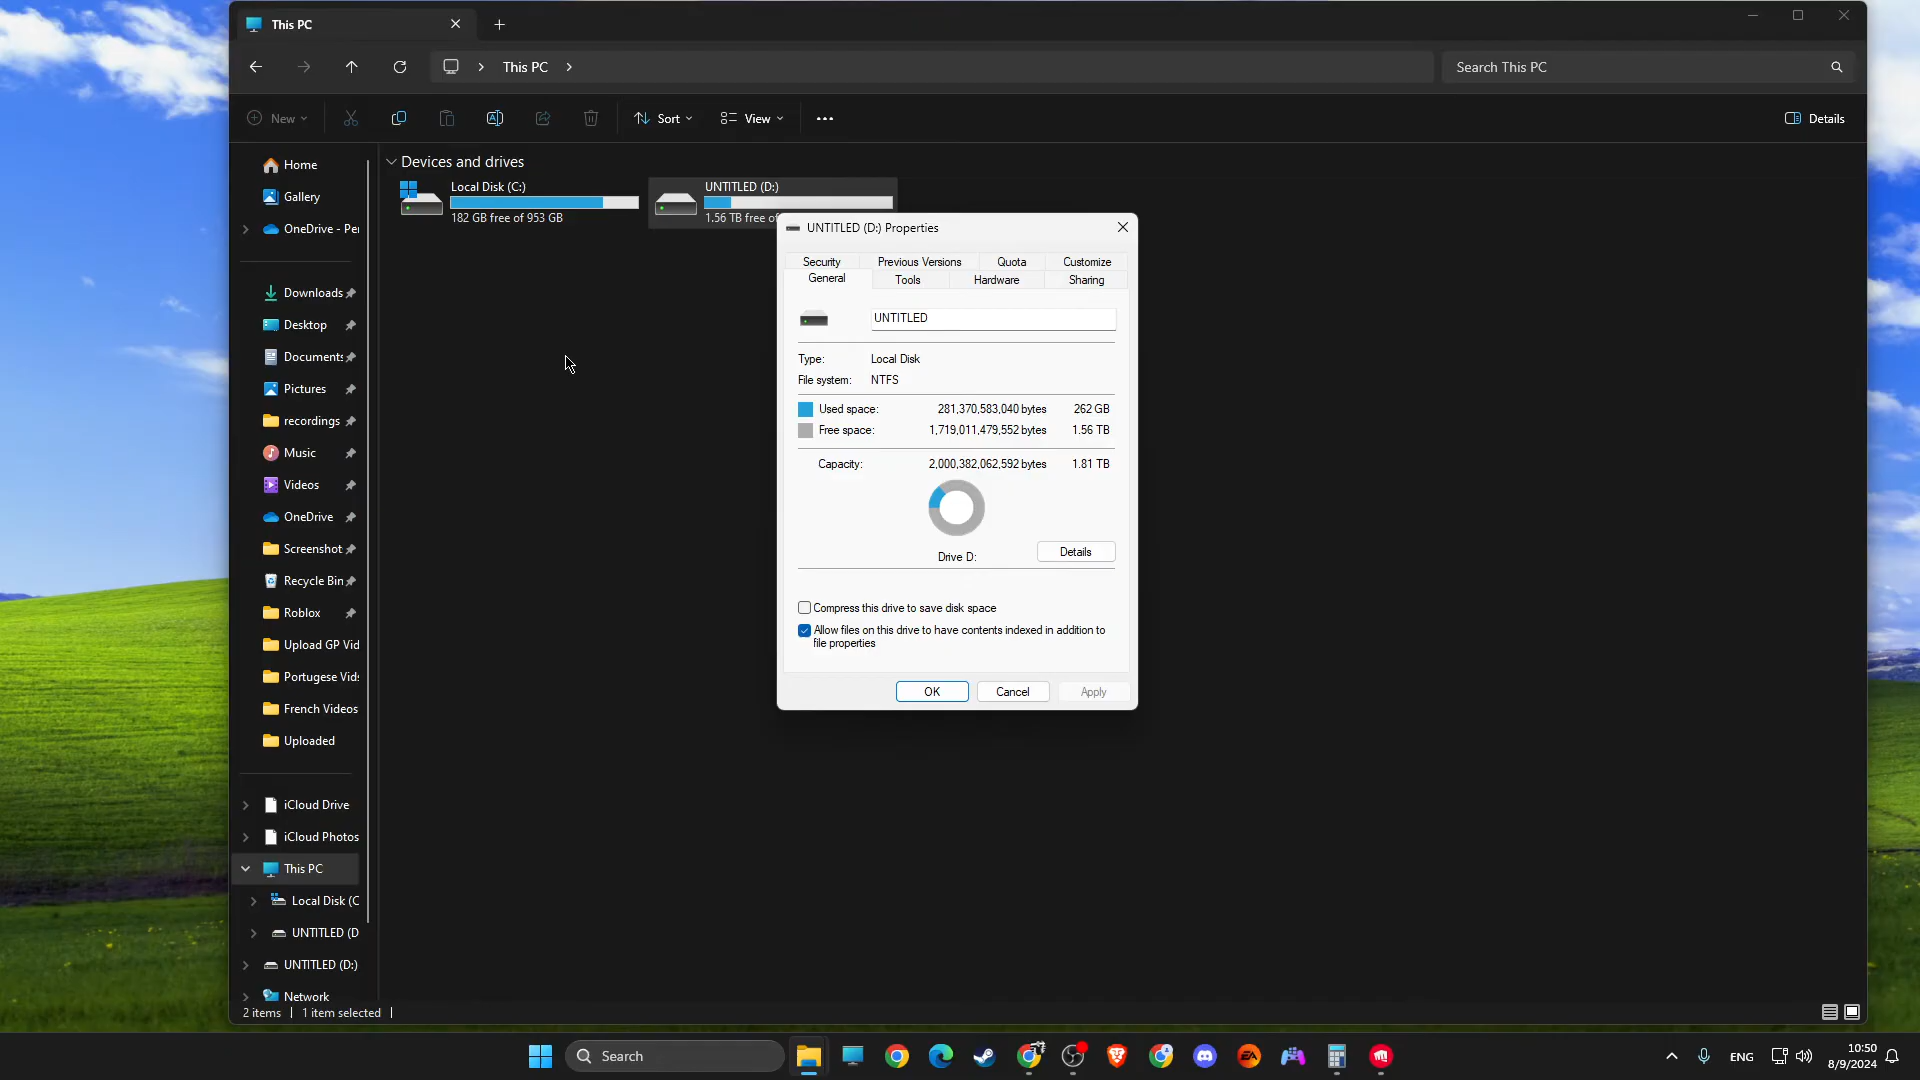 This PC
This PC
Search This PC
New
Sort
View
Details
Home
Gallery
OneDrive - Per
Downloads
Desktop
Documents
Pictures
recordings
Music
Videos
OneDrive
Screenshot
Recycle Bin
Roblox
Upload GP Vid
Portugese Vids
French Videos
Uploaded
iCloud Drive
iCloud Photos
This PC
Local Disk (C
UNTITLED (D
UNTITLED (D:)
Network
2 items
1 item selected
Devices and drives
Local Disk (C:)
182 GB free of 953 GB
UNTITLED (D:)
1.56 TB free of
UNTITLED (D:) Properties
Security
Previous Versions
Quota
Customize
General
Tools
Hardware
Sharing
UNTITLED
Type: Local Disk
File system: NTFS
Used space: 281,370,583,040 bytes 262 GB
Free space: 1,719,011,479,552 bytes 1.56 TB
Capacity: 2,000,382,062,592 bytes 1.81 TB
Drive D:
Details
Compress this drive to save disk space
Allow files on this drive to have contents indexed in addition to
file properties
OK
Cancel
Apply
Search
EA
ENG
10:50
8/9/2024